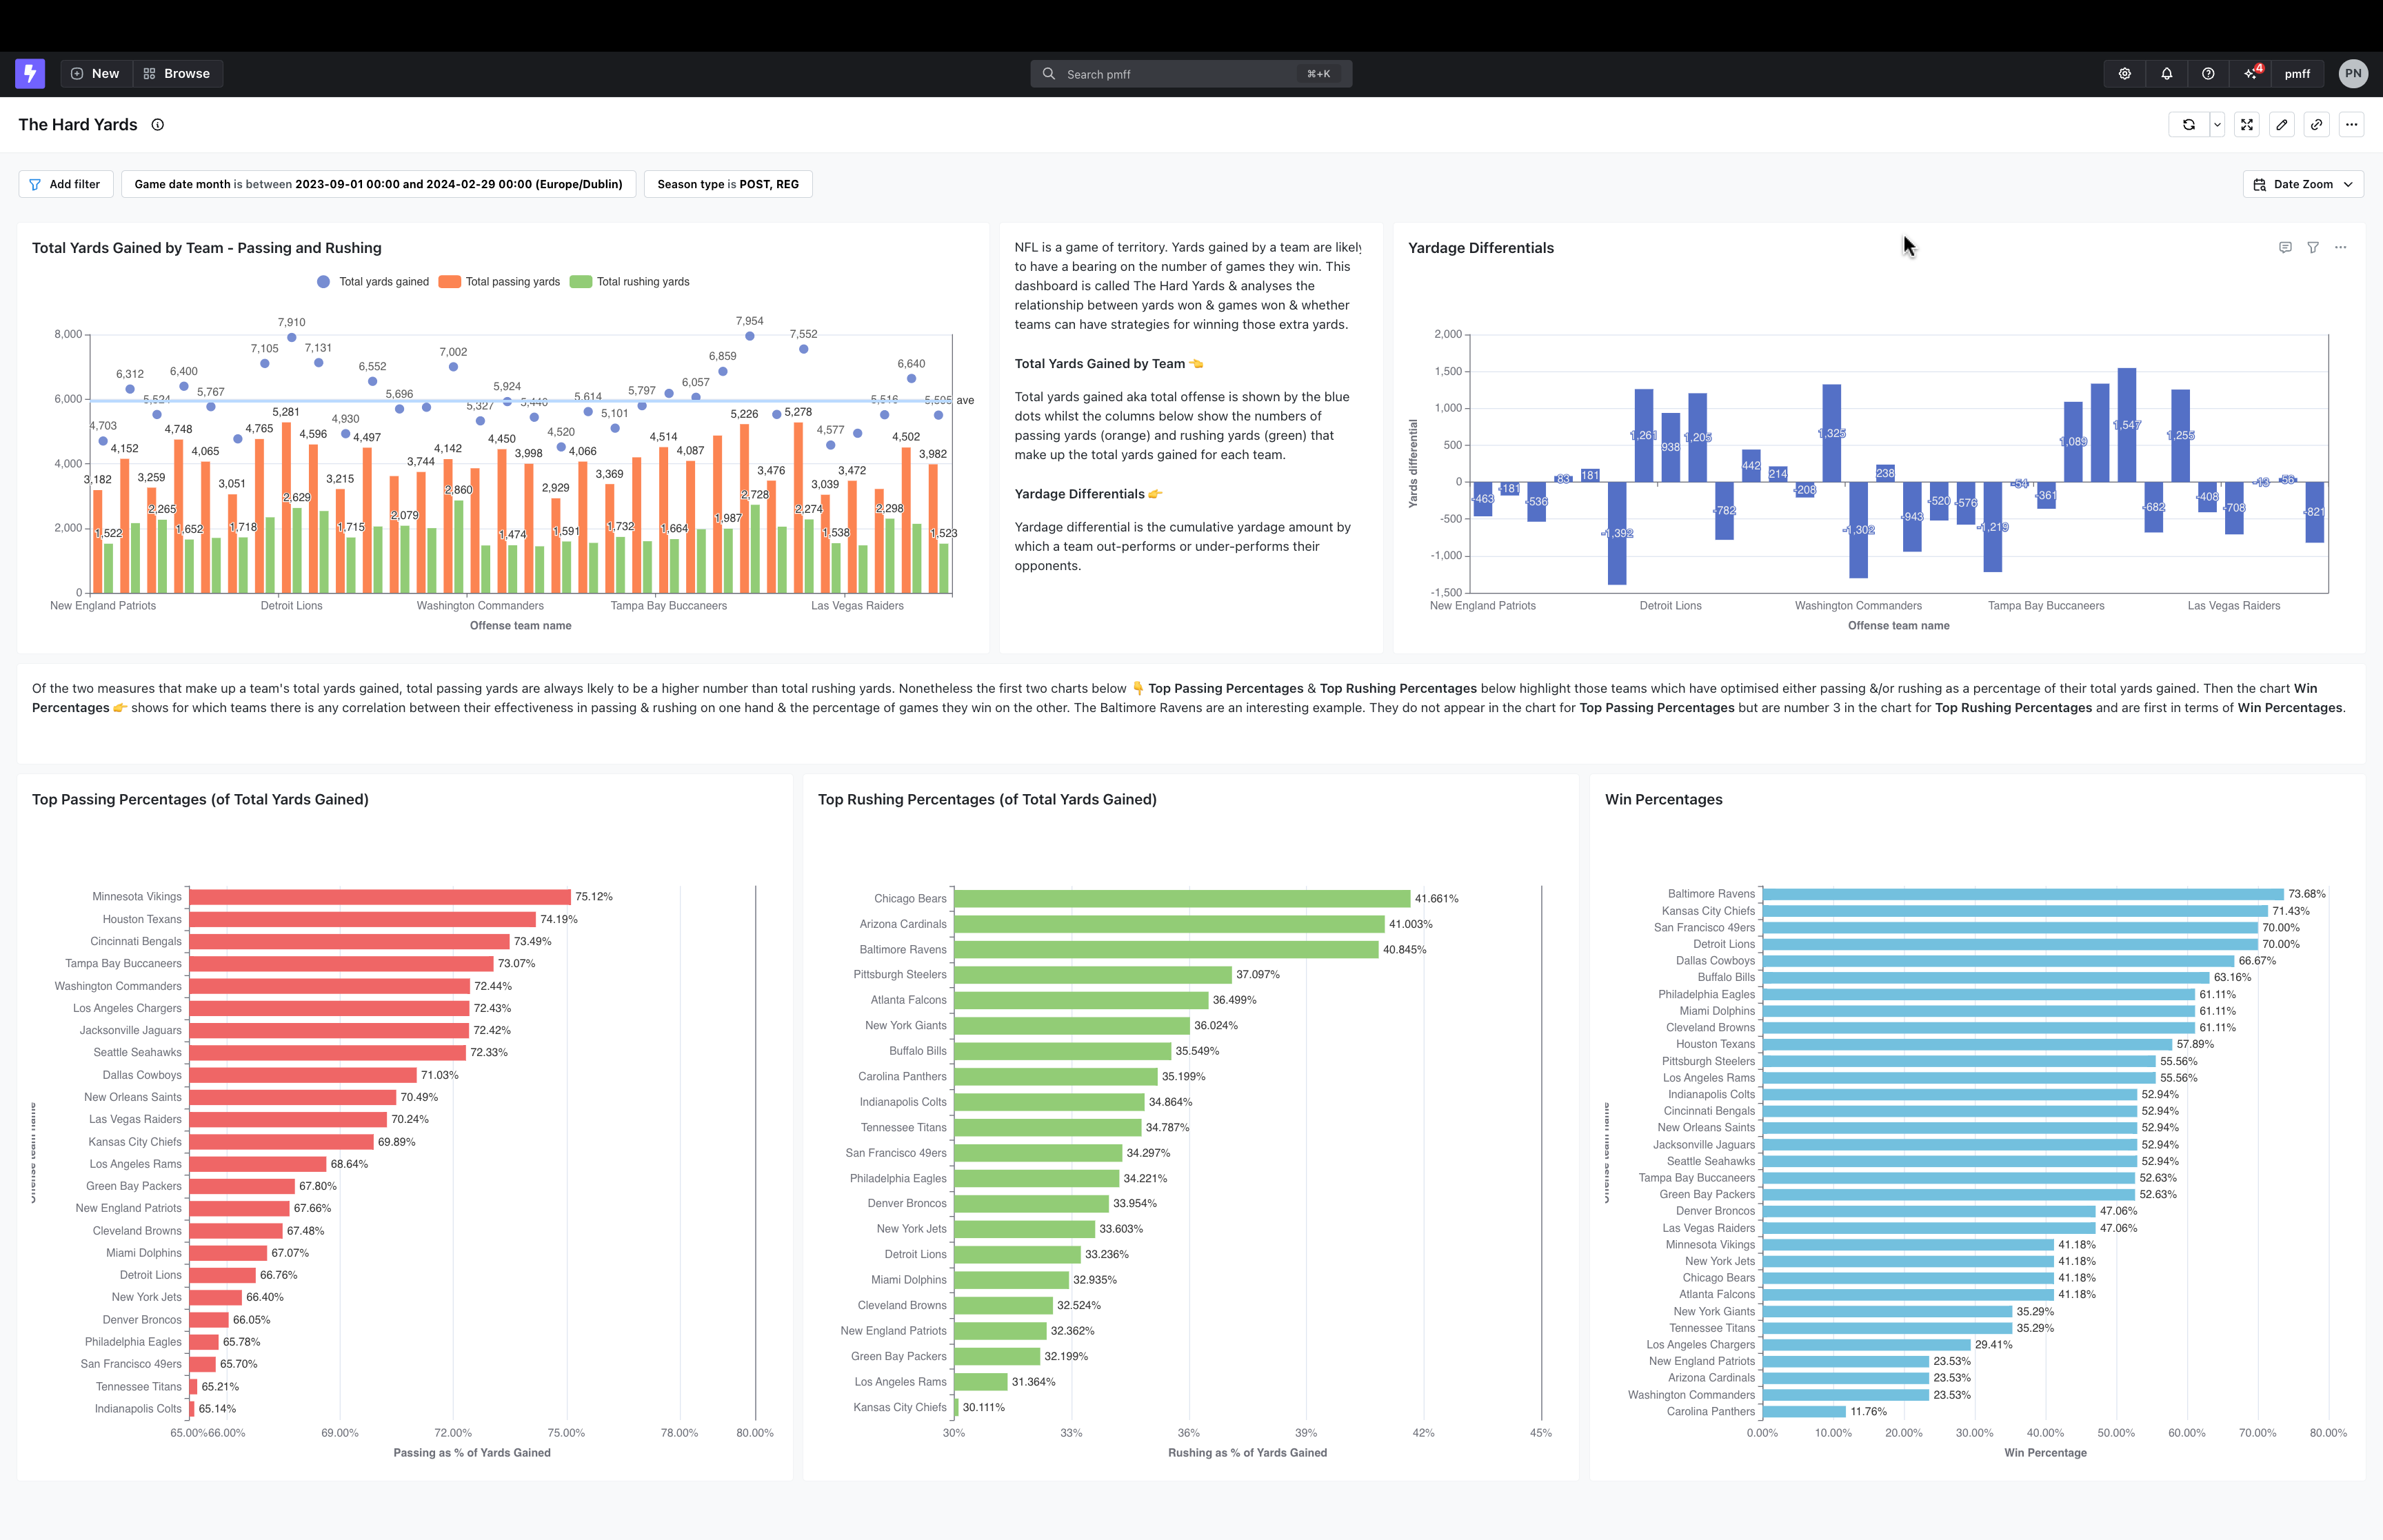 New
Browse
Search pmff
⌘+K
4
pmff
PN
The Hard Yards
Add filter
Game date month is between 2023-09-01 00:00 and 2024-02-29 00:00 (Europe/Dublin)
Season type is POST, REG
Date Zoom
Total Yards Gained by Team - Passing and Rushing
Total yards gained
Total passing yards
Total rushing yards
8,000
6,000
4,000
2,000
0
7,910
7,954
7,552
7,105
7,131
7,002
6,859
6,640
6,552
6,312
6,400
5,767
5,696
5,924
5,614
5,797
6,057
ave
4,703
5,327
5,101
4,930
4,520
4,577
5,281
5,226
5,278
4,152
4,748
4,065
4,765
4,596
4,497
4,142
4,450
3,998
4,066
4,514
4,087
4,502
3,982
3,182
3,259
3,051
3,215
3,744
2,929
3,369
3,476
3,039
3,472
1,522
2,265
1,652
1,718
2,629
1,715
2,079
2,860
1,474
1,591
1,732
1,664
1,987
2,728
2,274
1,538
2,298
1,523
New England Patriots
Detroit Lions
Washington Commanders
Tampa Bay Buccaneers
Las Vegas Raiders
Offense team name
NFL is a game of territory. Yards gained by a team are likely
to have a bearing on the number of games they win. This
dashboard is called The Hard Yards & analyses the
relationship between yards won & games won & whether
teams can have strategies for winning those extra yards.
Total Yards Gained by Team 👈
Total yards gained aka total offense is shown by the blue
dots whilst the columns below show the numbers of
passing yards (orange) and rushing yards (green) that
make up the total yards gained for each team.
Yardage Differentials 👉
Yardage differential is the cumulative yardage amount by
which a team out-performs or under-performs their
opponents.
Yardage Differentials
Yards differential
2,000
1,500
1,000
500
0
-500
-1,000
-1,500
-463
-181
-536
83
181
-1,392
1,261
938
1,205
-782
442
214
-208
1,325
-1,302
238
-943
-520
-576
-1,219
-54
-361
1,089
1,547
-682
1,255
-408
-708
-13
56
-821
New England Patriots
Detroit Lions
Washington Commanders
Tampa Bay Buccaneers
Las Vegas Raiders
Offense team name
Of the two measures that make up a team's total yards gained, total passing yards are always lkely to be a higher number than total rushing yards. Nonetheless the first two charts below 👇 Top Passing Percentages & Top Rushing Percentages below highlight those teams which have optimised either passing &/or rushing as a percentage of their total yards gained. Then the chart Win
Percentages 👉 shows for which teams there is any correlation between their effectiveness in passing & rushing on one hand & the percentage of games they win on the other. The Baltimore Ravens are an interesting example. They do not appear in the chart for Top Passing Percentages but are number 3 in the chart for Top Rushing Percentages and are first in terms of Win Percentages.
Top Passing Percentages (of Total Yards Gained)
Minnesota Vikings 75.12%
Houston Texans 74.19%
Cincinnati Bengals 73.49%
Tampa Bay Buccaneers 73.07%
Washington Commanders 72.44%
Los Angeles Chargers 72.43%
Jacksonville Jaguars 72.42%
Seattle Seahawks 72.33%
Dallas Cowboys 71.03%
New Orleans Saints 70.49%
Las Vegas Raiders 70.24%
Kansas City Chiefs 69.89%
Los Angeles Rams 68.64%
Green Bay Packers 67.80%
New England Patriots 67.66%
Cleveland Browns 67.48%
Miami Dolphins 67.07%
Detroit Lions 66.76%
New York Jets 66.40%
Denver Broncos 66.05%
Philadelphia Eagles 65.78%
San Francisco 49ers 65.70%
Tennessee Titans 65.21%
Indianapolis Colts 65.14%
65.00% 66.00% 69.00% 72.00% 75.00% 78.00% 80.00%
Passing as % of Yards Gained
Top Rushing Percentages (of Total Yards Gained)
Chicago Bears 41.661%
Arizona Cardinals 41.003%
Baltimore Ravens 40.845%
Pittsburgh Steelers 37.097%
Atlanta Falcons 36.499%
New York Giants 36.024%
Buffalo Bills 35.549%
Carolina Panthers 35.199%
Indianapolis Colts 34.864%
Tennessee Titans 34.787%
San Francisco 49ers 34.297%
Philadelphia Eagles 34.221%
Denver Broncos 33.954%
New York Jets 33.603%
Detroit Lions 33.236%
Miami Dolphins 32.935%
Cleveland Browns 32.524%
New England Patriots 32.362%
Green Bay Packers 32.199%
Los Angeles Rams 31.364%
Kansas City Chiefs 30.111%
30% 33% 36% 39% 42% 45%
Rushing as % of Yards Gained
Win Percentages
Baltimore Ravens 73.68%
Kansas City Chiefs 71.43%
San Francisco 49ers 70.00%
Detroit Lions 70.00%
Dallas Cowboys 66.67%
Buffalo Bills 63.16%
Philadelphia Eagles 61.11%
Miami Dolphins 61.11%
Cleveland Browns 61.11%
Houston Texans 57.89%
Pittsburgh Steelers 55.56%
Los Angeles Rams 55.56%
Indianapolis Colts 52.94%
Cincinnati Bengals 52.94%
New Orleans Saints 52.94%
Jacksonville Jaguars 52.94%
Seattle Seahawks 52.94%
Tampa Bay Buccaneers 52.63%
Green Bay Packers 52.63%
Denver Broncos 47.06%
Las Vegas Raiders 47.06%
Minnesota Vikings 41.18%
New York Jets 41.18%
Chicago Bears 41.18%
Atlanta Falcons 41.18%
New York Giants 35.29%
Tennessee Titans 35.29%
Los Angeles Chargers 29.41%
New England Patriots 23.53%
Arizona Cardinals 23.53%
Washington Commanders 23.53%
Carolina Panthers 11.76%
0.00% 10.00% 20.00% 30.00% 40.00% 50.00% 60.00% 70.00% 80.00%
Win Percentage